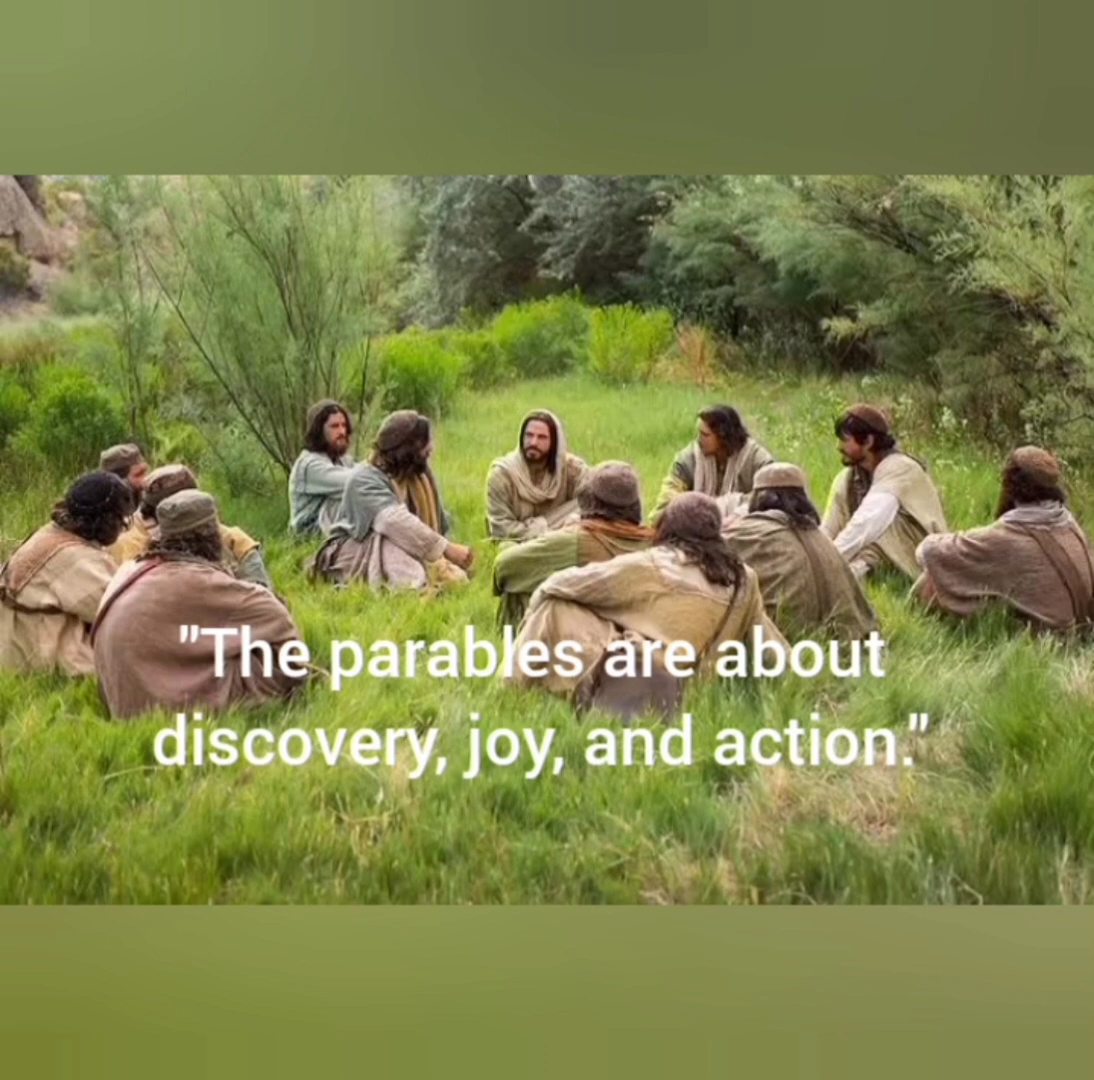 "The parables are about
discovery, joy, and action."